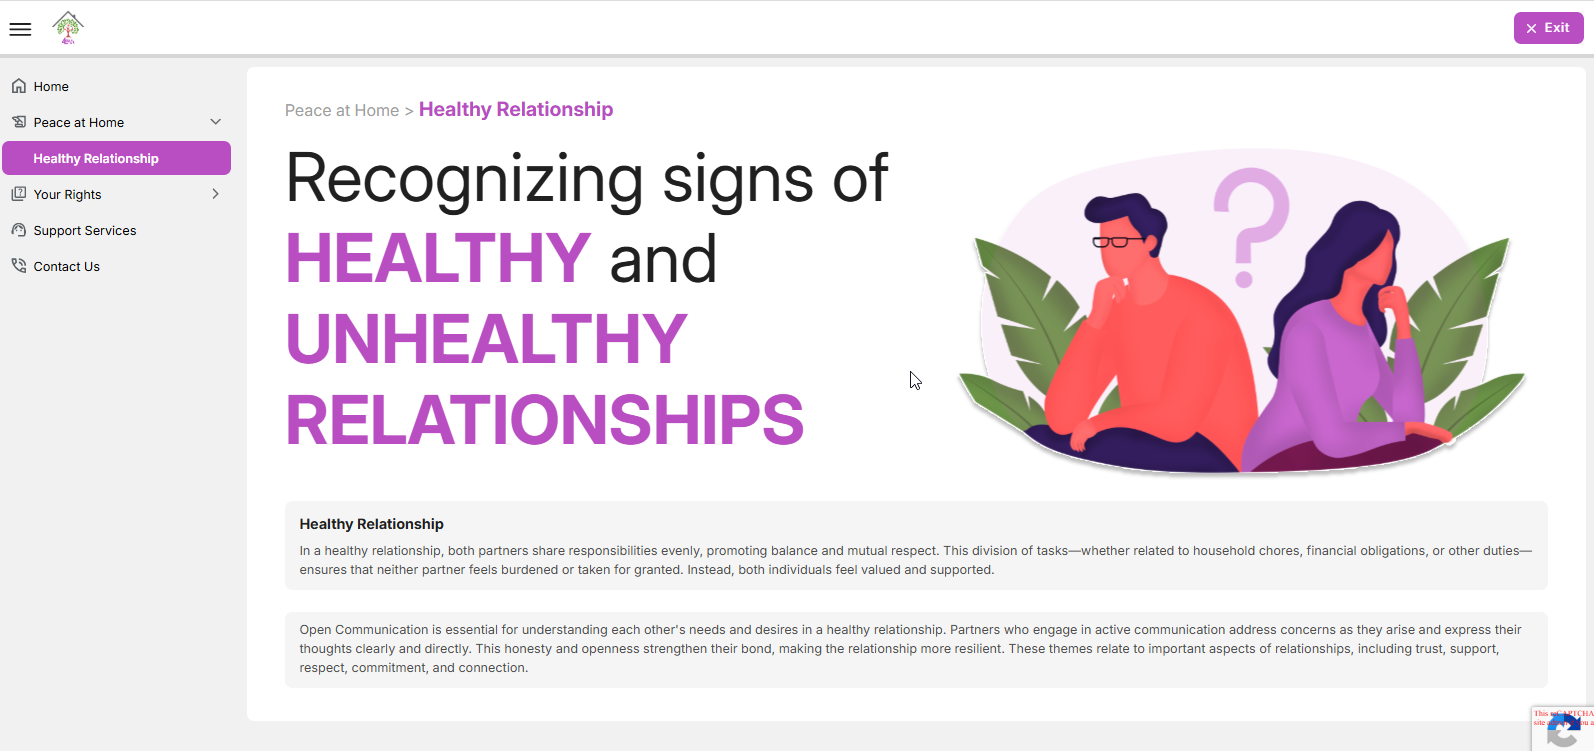 Exit
Home
Peace at Home
Healthy Relationship
Your Rights
Support Services
Contact Us
Peace at Home > Healthy Relationship
Recognizing signs of
HEALTHY and
UNHEALTHY
RELATIONSHIPS
?
Healthy Relationship
In a healthy relationship, both partners share responsibilities evenly, promoting balance and mutual respect. This division of tasks—whether related to household chores, financial obligations, or other duties—
ensures that neither partner feels burdened or taken for granted. Instead, both individuals feel valued and supported.
Open Communication is essential for understanding each other's needs and desires in a healthy relationship. Partners who engage in active communication address concerns as they arise and express their
thoughts clearly and directly. This honesty and openness strengthen their bond, making the relationship more resilient. These themes relate to important aspects of relationships, including trust, support,
respect, commitment, and connection.
This reCAPTCHA
site